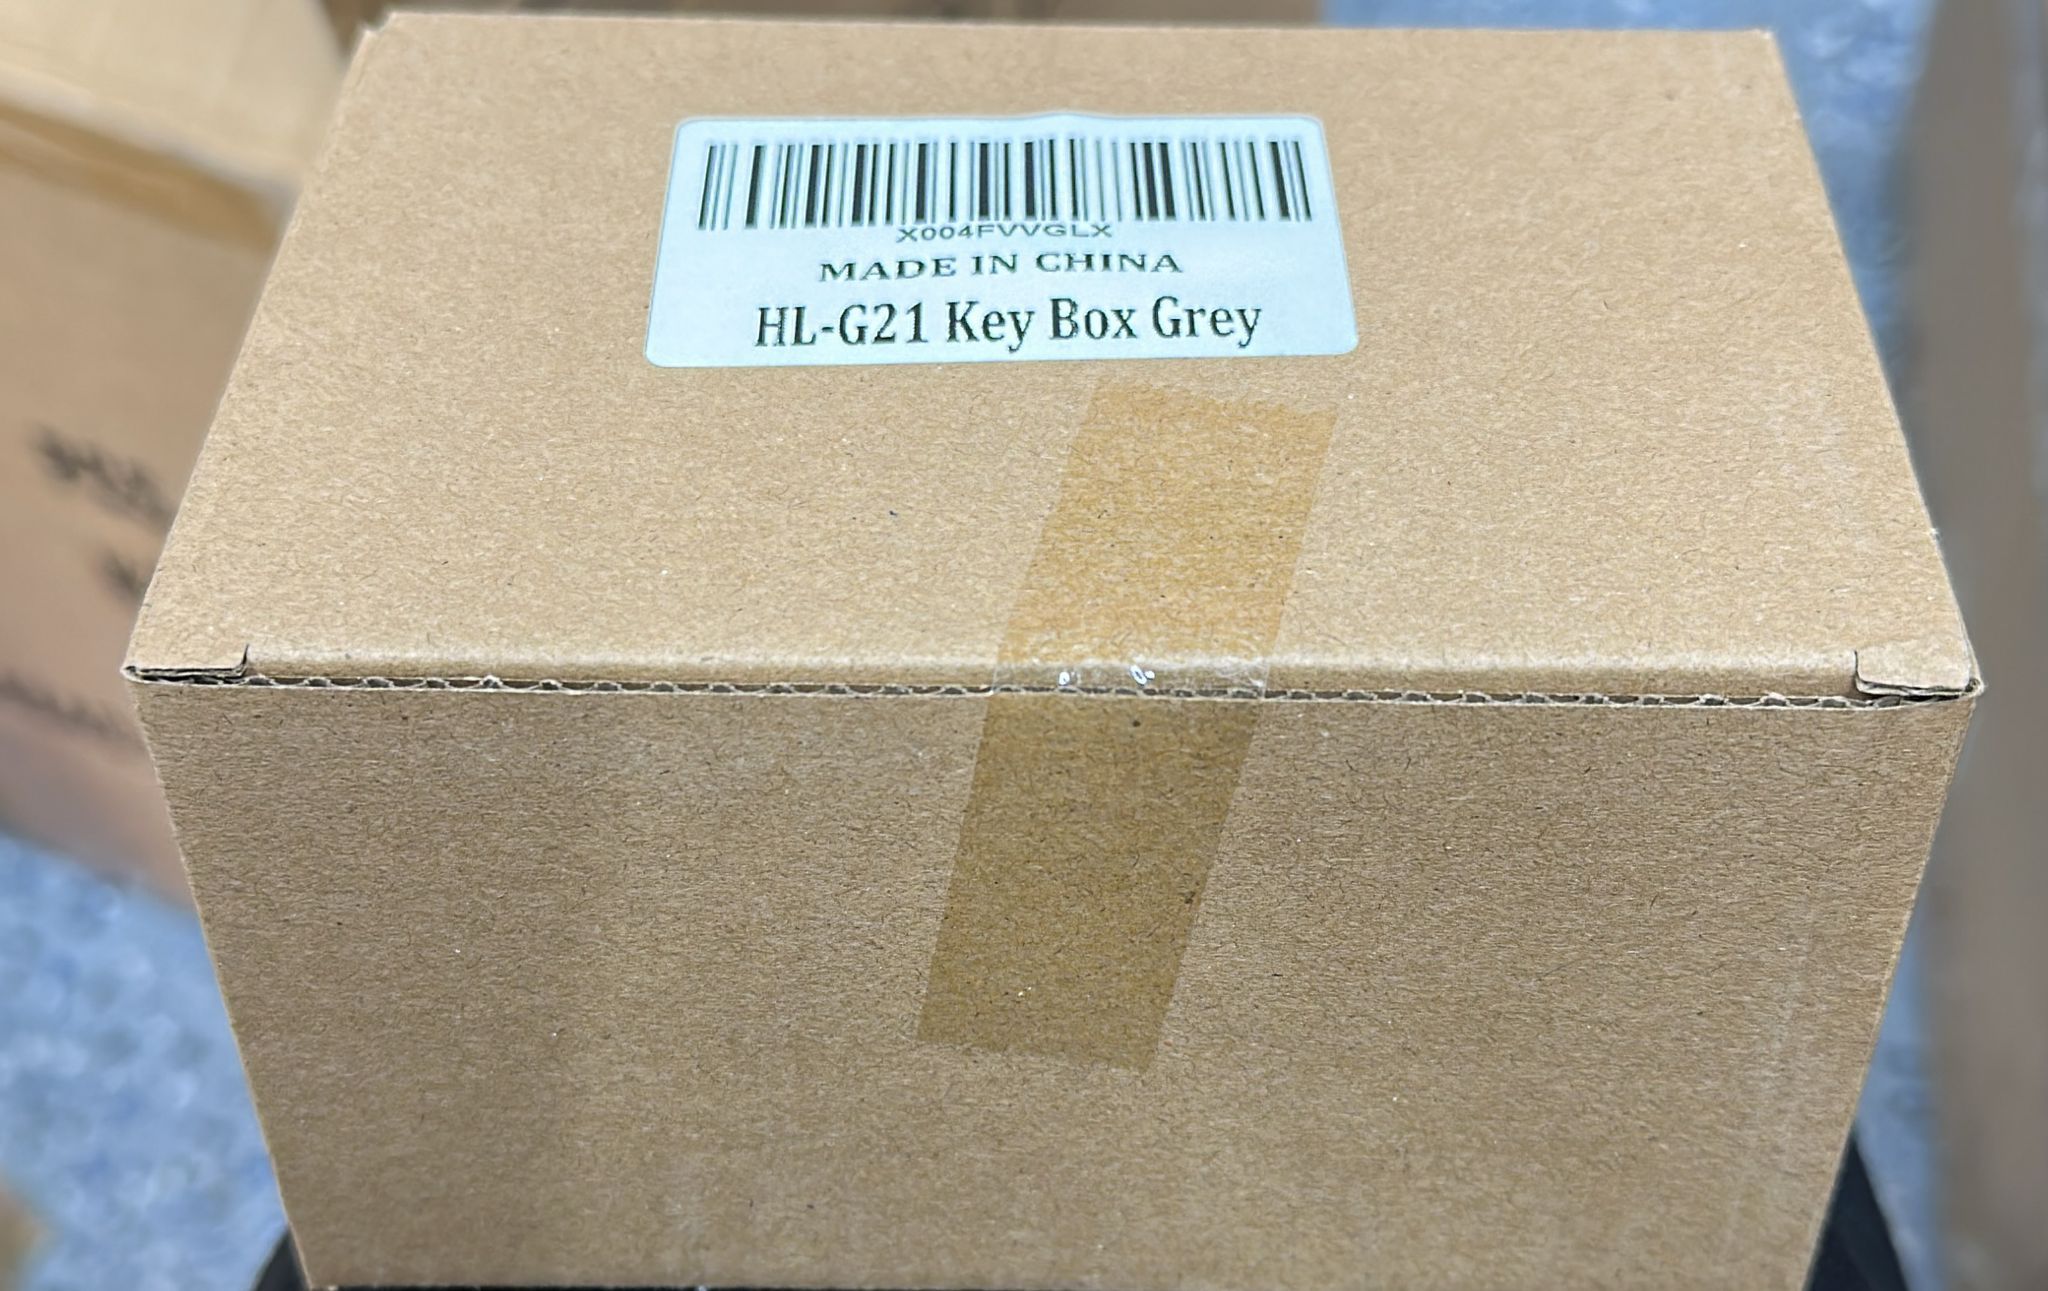 X004FVVGLX
MADE IN CHINA
HL-G21 Key Box Grey